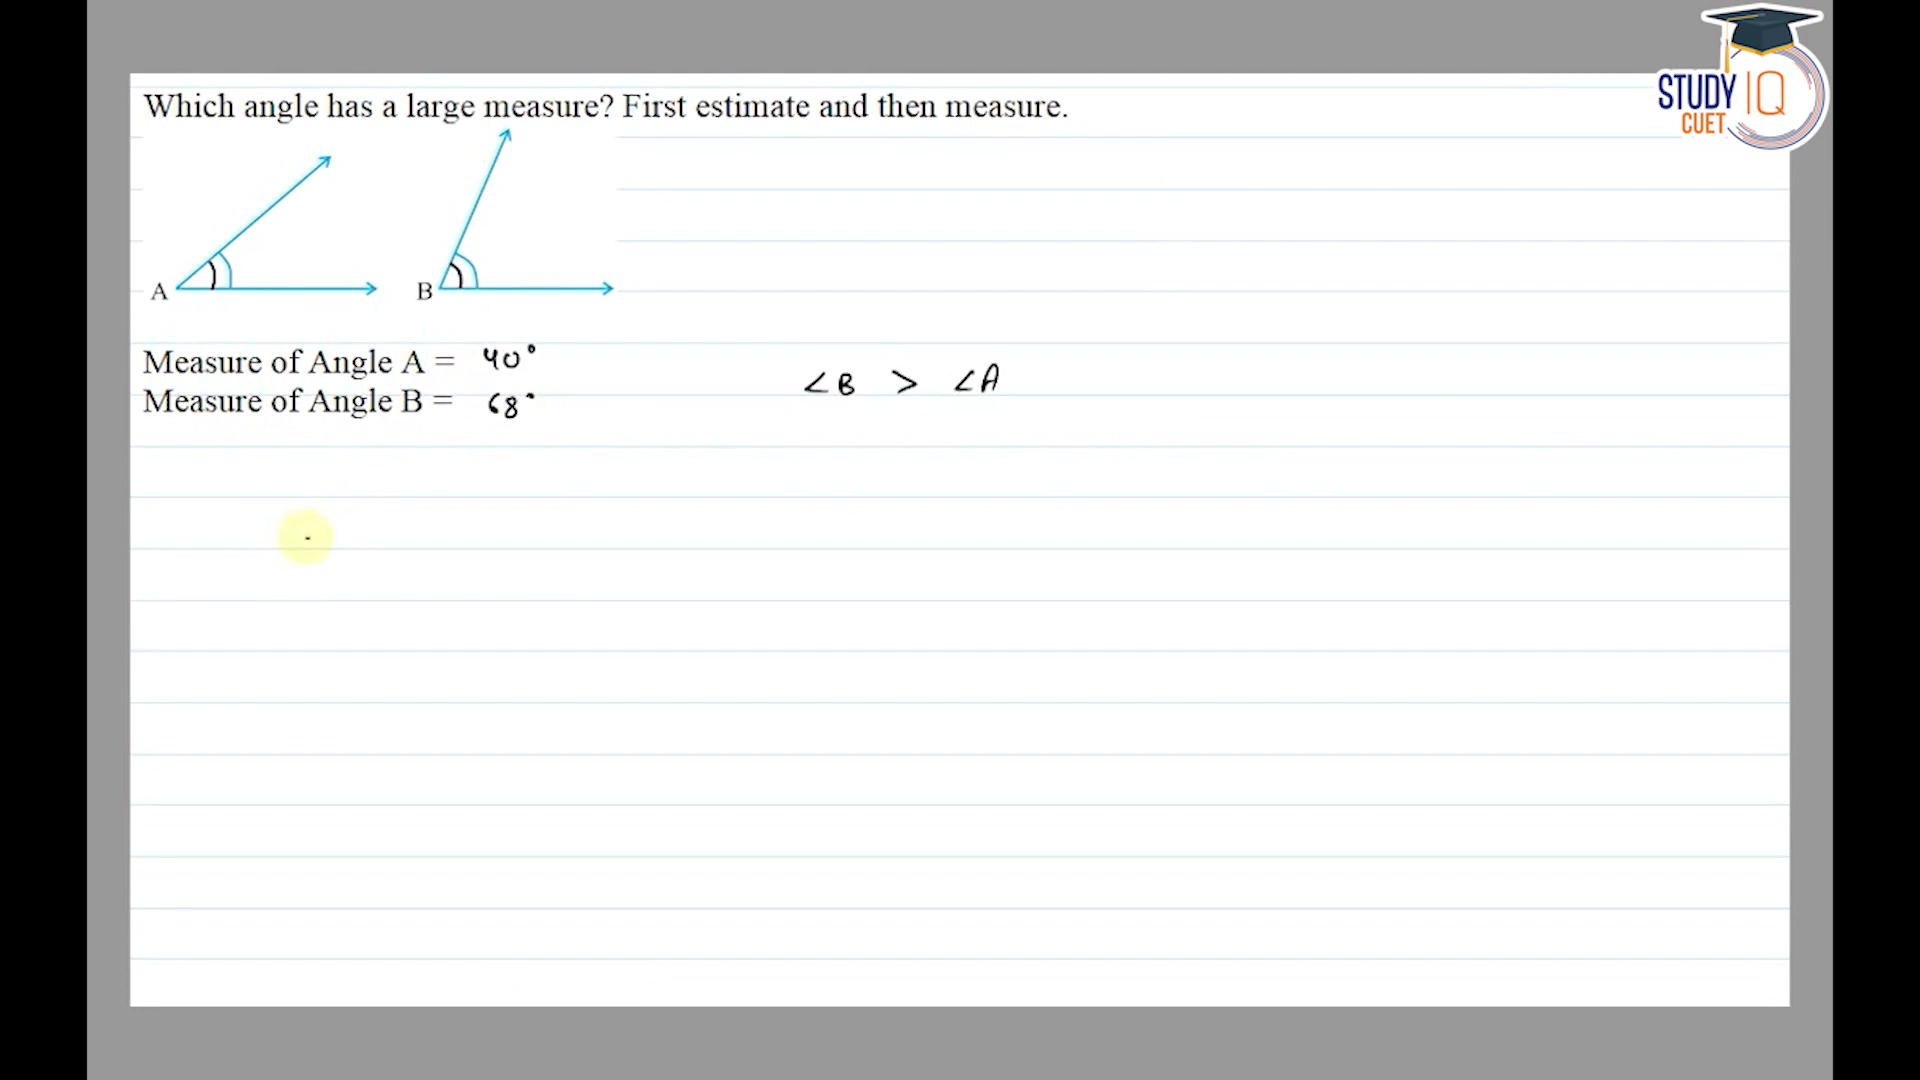 STUDY IQ
CUET
Which angle has a large measure? First estimate and then measure.
A
B
Measure of Angle A = 40°
∠B > ∠A
Measure of Angle B = 68°